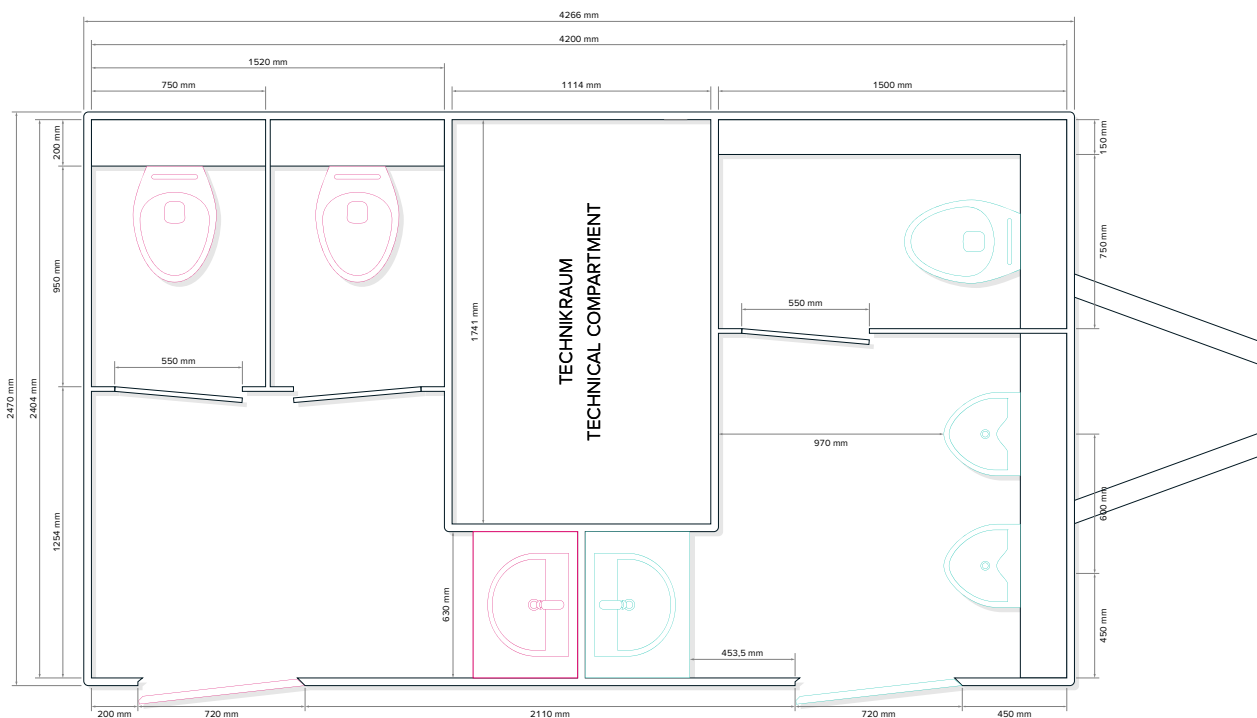 4266 mm
4200 mm
1520 mm
750 mm
1114 mm
1500 mm
200 mm
150 mm
950 mm
750 mm
550 mm
550 mm
1741 mm
TECHNIKRAUM
TECHNICAL COMPARTMENT
2470 mm
2404 mm
970 mm
600 mm
1254 mm
630 mm
450 mm
453,5 mm
200 mm
720 mm
2110 mm
720 mm
450 mm